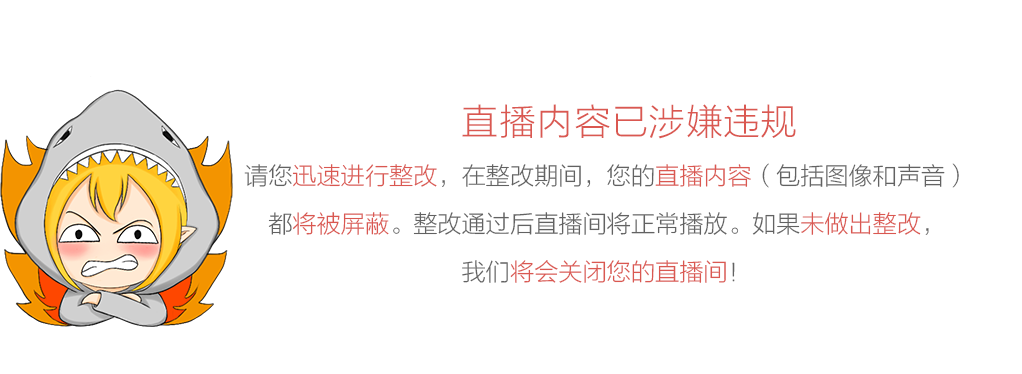 直播内容已涉嫌违规
请您迅速进行整改，在整改期间，您的直播内容（包括图像和声音）
都将被屏蔽。整改通过后直播间将正常播放。如果未做出整改，
我们将会关闭您的直播间！